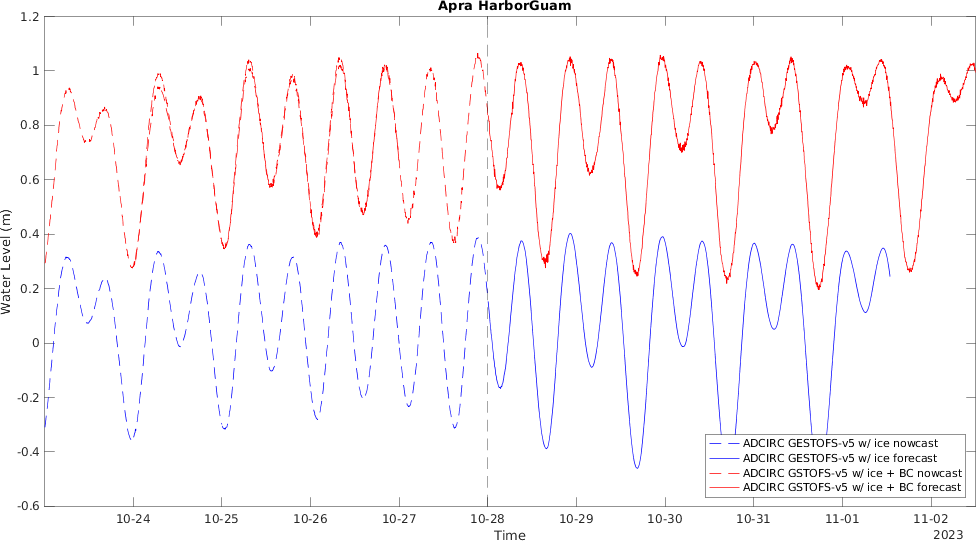 Apra HarborGuam
1.2
1
0.8
0.6
0.4
0.2
0
-0.2
-0.4
-0.6
Water Level (m)
ADCIRC GESTOFS-v5 w/ ice nowcast
ADCIRC GESTOFS-v5 w/ ice forecast
ADCIRC GSTOFS-v5 w/ ice + BC nowcast
ADCIRC GSTOFS-v5 w/ ice + BC forecast
10-24 10-25 10-26 10-27 10-28 10-29 10-30 10-31 11-01 11-02
Time
2023